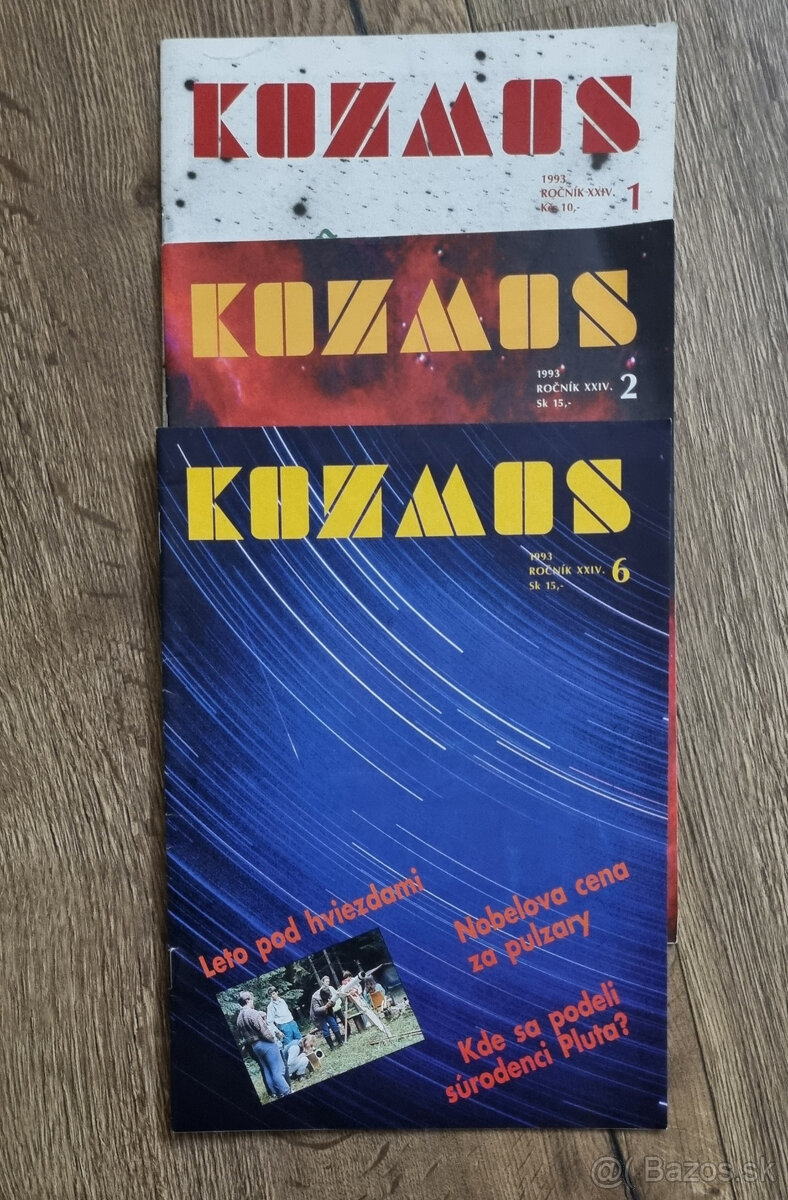 KOZMOS
1993
ROČNÍK XXIV. 1
Kčs 10,-
KOZMOS
1993
ROČNÍK XXIV. 2
Sk 15,-
KOZMOS
1993
ROČNÍK XXIV. 6
Sk 15,-
Leto pod hviezdami
Nobelova cena
za pulzary
Kde sa podeli
súrodenci Pluta?
@( Bazos.sk